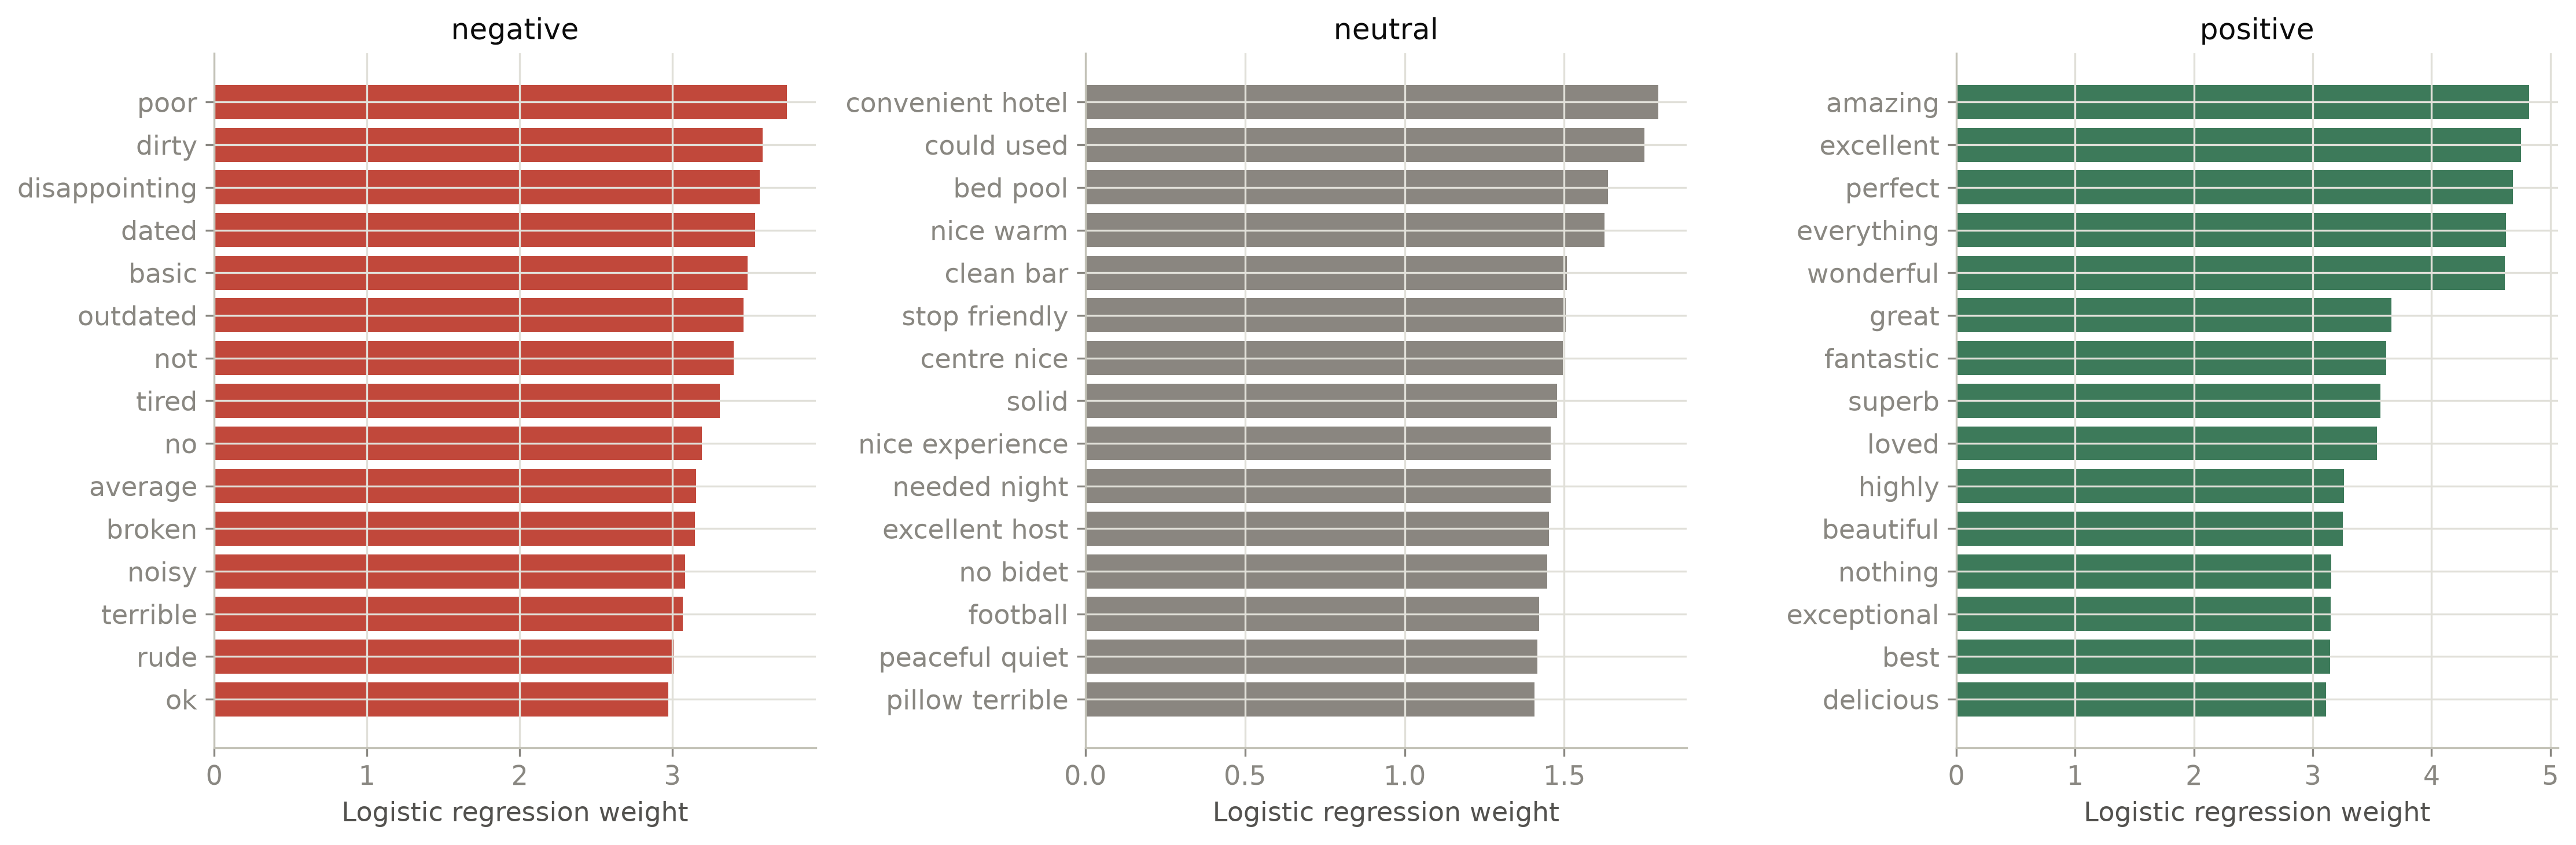 negative
poor
dirty
disappointing
dated
basic
outdated
not
tired
no
average
broken
noisy
terrible
rude
ok
0 1 2 3
Logistic regression weight
neutral
convenient hotel
could used
bed pool
nice warm
clean bar
stop friendly
centre nice
solid
nice experience
needed night
excellent host
no bidet
football
peaceful quiet
pillow terrible
0.0 0.5 1.0 1.5
Logistic regression weight
positive
amazing
excellent
perfect
everything
wonderful
great
fantastic
superb
loved
highly
beautiful
nothing
exceptional
best
delicious
0 1 2 3 4 5
Logistic regression weight